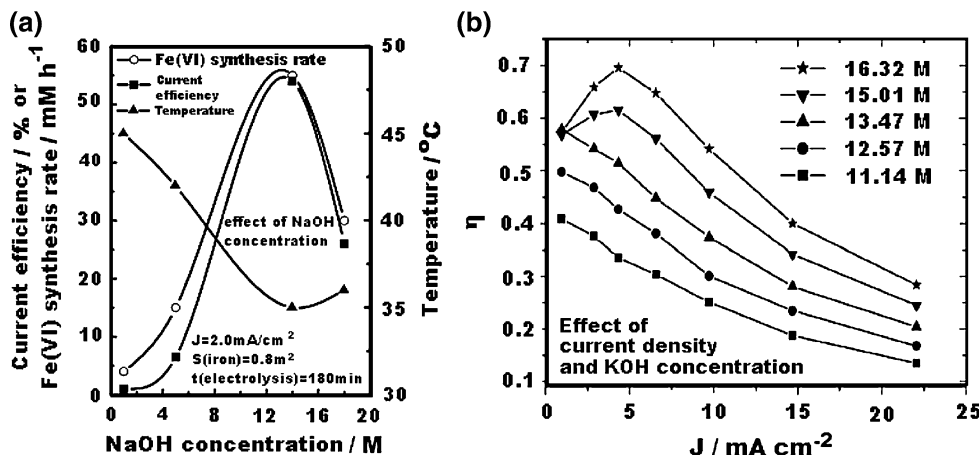 (a)
Current efficiency / % or
Fe(VI) synthesis rate / mM h-1
60
50
40
30
20
10
0
Fe(VI) synthesis rate
Current
efficiency
Temperature
effect of NaOH
concentration
J=2.0mA/cm2
S(iron)=0.8m2
t(electrolysis)=180min
50
45
40
35
30
Temperature /°C
0 4 8 12 16 20
NaOH concentration / M
(b)
η
0.7
0.6
0.5
0.4
0.3
0.2
0.1
16.32 M
15.01 M
13.47 M
12.57 M
11.14 M
Effect of
current density
and KOH concentration
0 5 10 15 20 25
J / mA cm-2